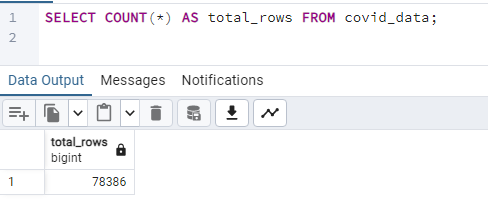 1 SELECT COUNT(*) AS total_rows FROM covid_data;
2
Data Output Messages Notifications
total_rows
bigint
1 78386